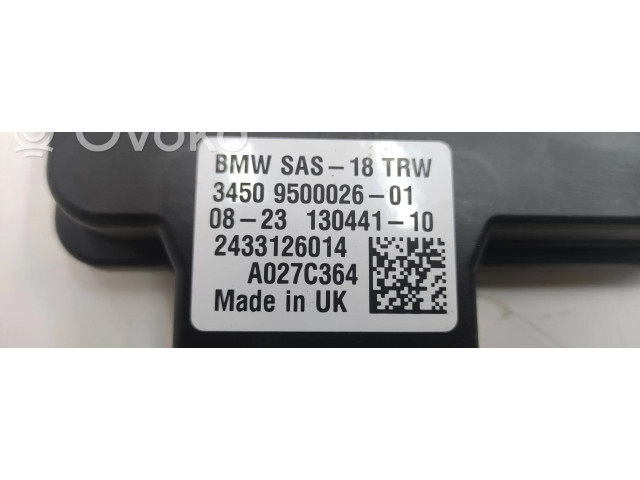 Ovoko
BMW SAS-18 TRW
3450 9500026-01
08-23 130441-10
2433126014
A027C364
Made in UK